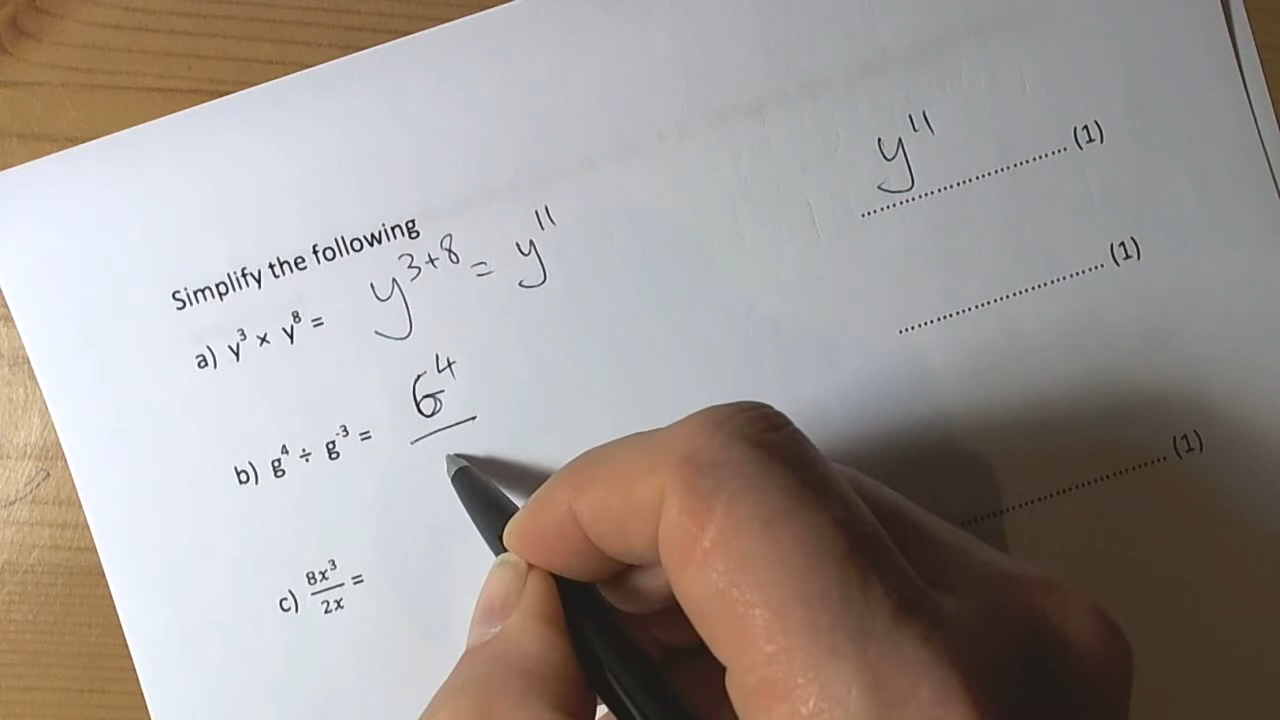 Simplify the following
a) y³ × y⁸ = y³⁺⁸ = y¹¹
y¹¹ .................... (1)
b) g⁴ ÷ g⁻³ = G⁴
.................... (1)
c) 8x³/2x =
.................... (1)